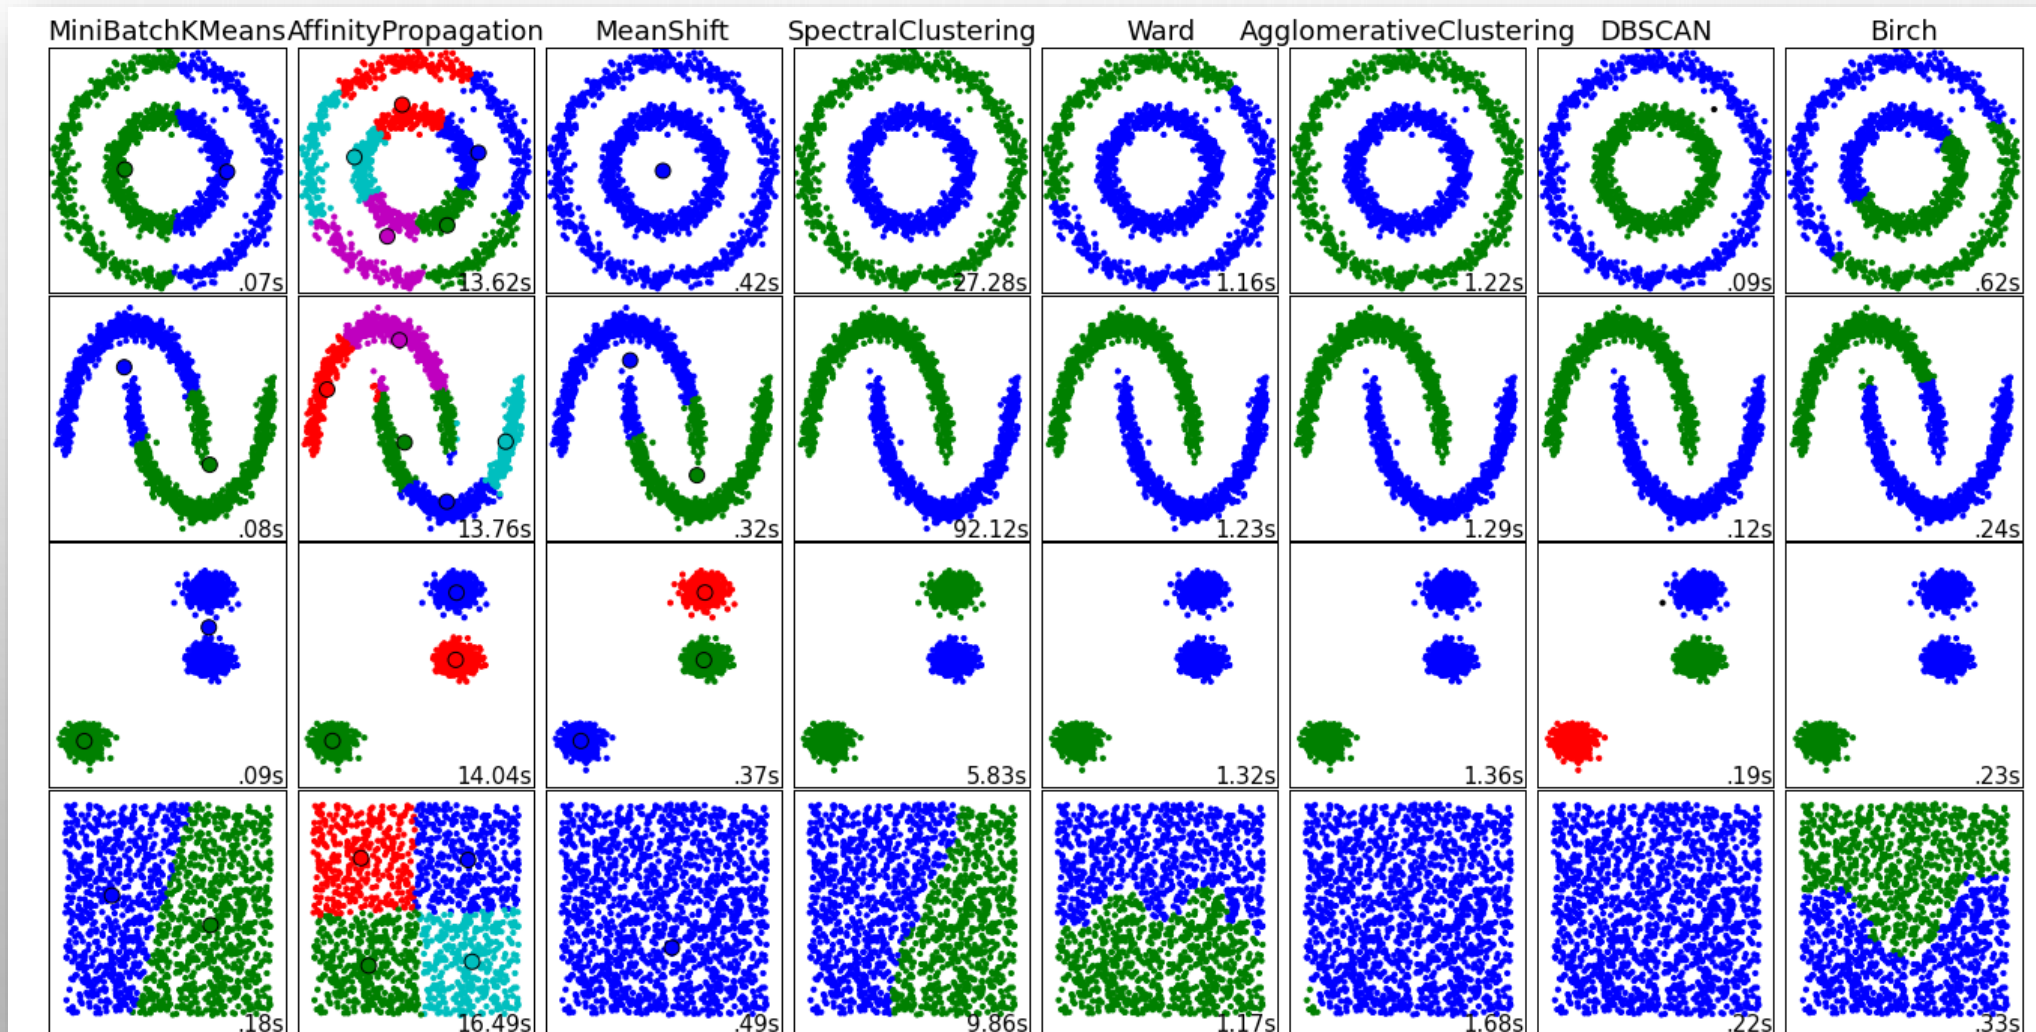 MiniBatchKMeans AffinityPropagation MeanShift SpectralClustering Ward AgglomerativeClustering DBSCAN Birch
.07s 13.62s .42s 27.28s 1.16s 1.22s .09s .62s
.08s 13.76s .32s 92.12s 1.23s 1.29s .12s .24s
.09s 14.04s .37s 5.83s 1.32s 1.36s .19s .23s
.18s 16.49s .49s 9.86s 1.17s 1.68s .22s .33s